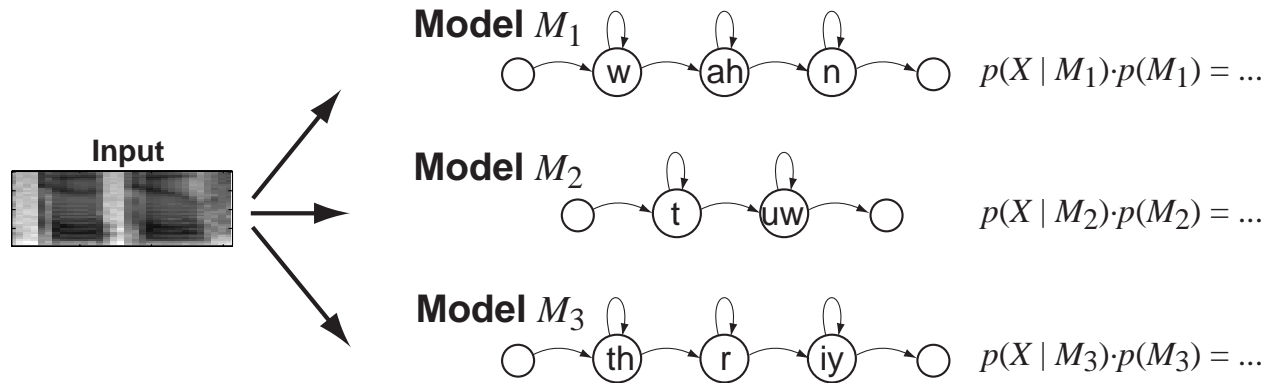 Model M1
w ah n
p(X | M1)·p(M1) = ...
Input
Model M2
t uw
p(X | M2)·p(M2) = ...
Model M3
th r iy
p(X | M3)·p(M3) = ...